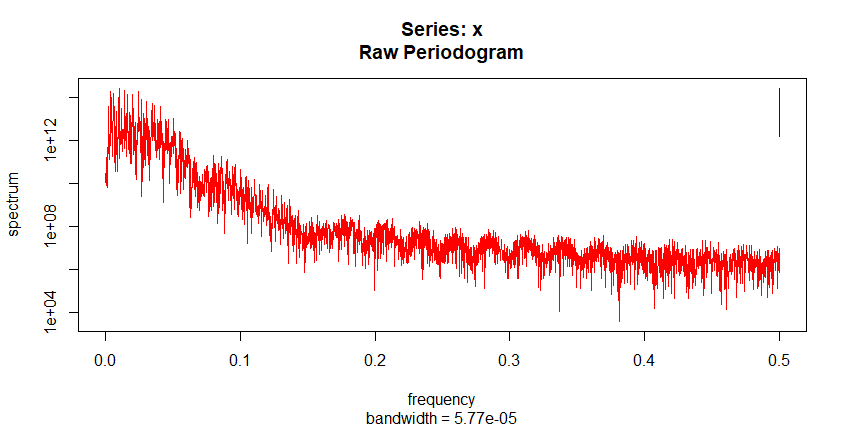 Series: x
Raw Periodogram
spectrum
1e+12
1e+08
1e+04
0.0 0.1 0.2 0.3 0.4 0.5
frequency
bandwidth = 5.77e-05